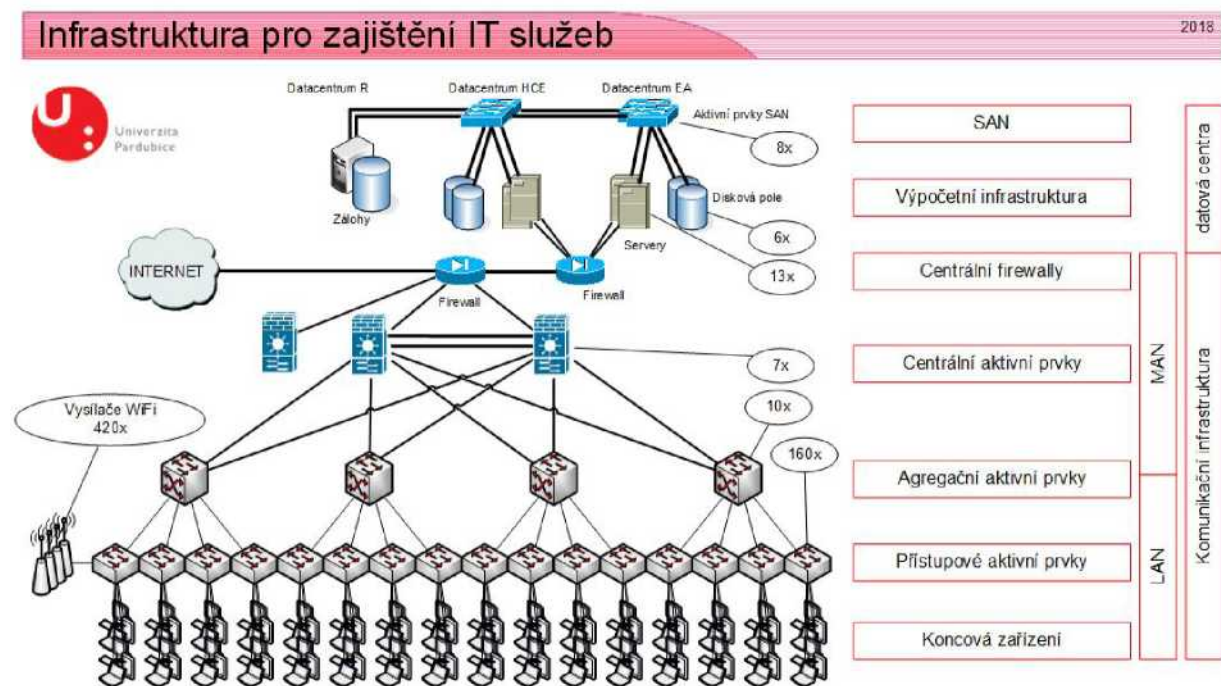 Infrastruktura pro zajištění IT služeb
2018
U:
Univerzita
Pardubice
Datacentrum R
Datacentrum HCE
Datacentrum EA
Aktivní prvky SAN
8x
Zálohy
Disková pole
6x
Servery
13x
INTERNET
Firewall
Firewall
7x
10x
160x
Vysílače WiFi
420x
SAN
Výpočetní infrastruktura
Centrální firewally
Centrální aktivní prvky
Agregační aktivní prvky
Přístupové aktivní prvky
Koncová zařízení
MAN
LAN
datová centra
Komunikační infrastruktura